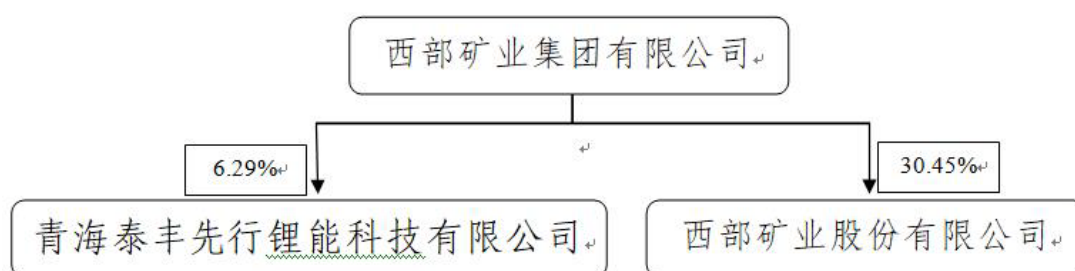 西部矿业集团有限公司
6.29%
30.45%
青海泰丰先行锂能科技有限公司
西部矿业股份有限公司